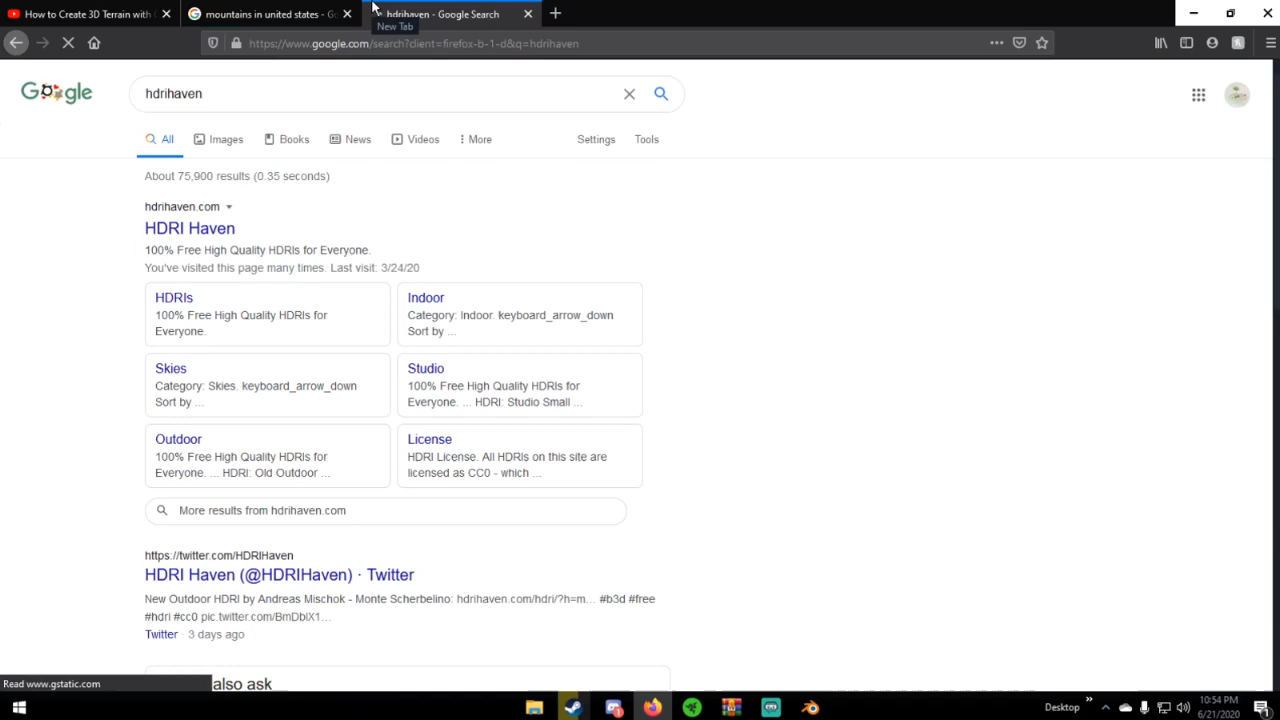 How to Create 3D Terrain with
mountains in united states - Go
hdrihaven - Google Search
New Tab
https://www.google.com/search?client=firefox-b-1-d&q=hdrihaven
Google
hdrihaven
All
Images
Books
News
Videos
More
Settings
Tools
About 75,900 results (0.35 seconds)
hdrihaven.com
HDRI Haven
100% Free High Quality HDRIs for Everyone.
You've visited this page many times. Last visit: 3/24/20
HDRIs
100% Free High Quality HDRIs for
Everyone.
Indoor
Category: Indoor. keyboard_arrow_down
Sort by ...
Skies
Category: Skies. keyboard_arrow_down
Sort by ...
Studio
100% Free High Quality HDRIs for
Everyone. ... HDRI: Studio Small ...
Outdoor
100% Free High Quality HDRIs for
Everyone. ... HDRI: Old Outdoor ...
License
HDRI License. All HDRIs on this site are
licensed as CC0 - which ...
More results from hdrihaven.com
https://twitter.com/HDRIHaven
HDRI Haven (@HDRIHaven) · Twitter
New Outdoor HDRI by Andreas Mischok - Monte Scherbelino: hdrihaven.com/hdri/?h=m... #b3d #free
#hdri #cc0 pic.twitter.com/BmDblX1...
Twitter · 3 days ago
also ask
Read www.gstatic.com
Desktop
10:54 PM
6/21/2020